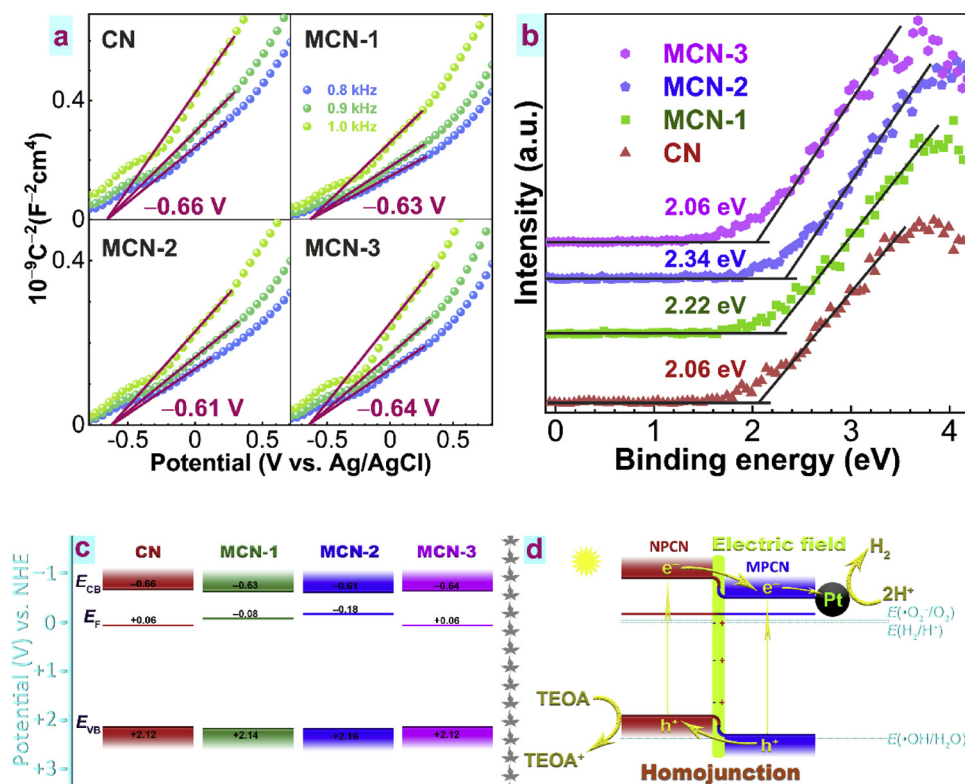 a
CN
MCN-1
0.8 kHz
0.9 kHz
1.0 kHz
0.4
0
−0.66 V
−0.63 V
MCN-2
MCN-3
0.4
0
−0.61 V
−0.64 V
-0.5 0 0.5 -0.5 0 0.5
10⁻⁹C⁻²(F⁻²cm⁴)
Potential (V vs. Ag/AgCl)
b
MCN-3
MCN-2
MCN-1
CN
2.06 eV
2.34 eV
2.22 eV
2.06 eV
Intensity (a.u.)
0 1 2 3 4
Binding energy (eV)
c
CN MCN-1 MCN-2 MCN-3
Potential (V) vs. NHE
−1
0
+1
+2
+3
E_CB
−0.66 −0.63 −0.61 −0.64
E_F
+0.06 −0.08 −0.18 +0.06
E_VB
+2.12 +2.14 +2.16 +2.12
d
Electric field
NPCN
MPCN
e⁻
e⁻
Pt
H₂
2H⁺
E(•O₂⁻/O₂)
E(H₂/H⁺)
- +
- +
- +
TEOA
TEOA⁺
h⁺
h⁺
E(•OH/H₂O)
Homojunction